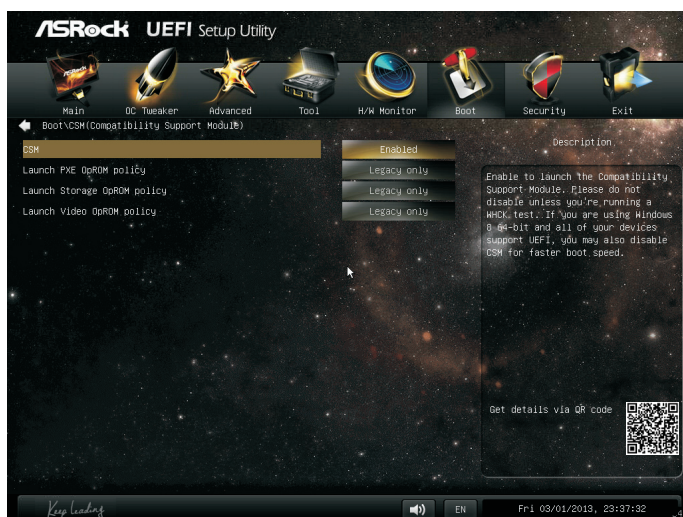 ASRock UEFI Setup Utility
Main OC Tweaker Advanced Tool H/W Monitor Boot Security Exit
Boot\CSM(Compatibility Support Module)
CSM Enabled
Launch PXE OpROM policy Legacy only
Launch Storage OpROM policy Legacy only
Launch Video OpROM policy Legacy only
Description
Enable to launch the Compatibility
Support Module. Please do not
disable unless you're running a
WHCK test. If you are using Windows
8 64-bit and all of your devices
support UEFI, you may also disable
CSM for faster boot speed.
Get details via QR code
Keep Leading
EN
Fri 03/01/2013, 23:37:32